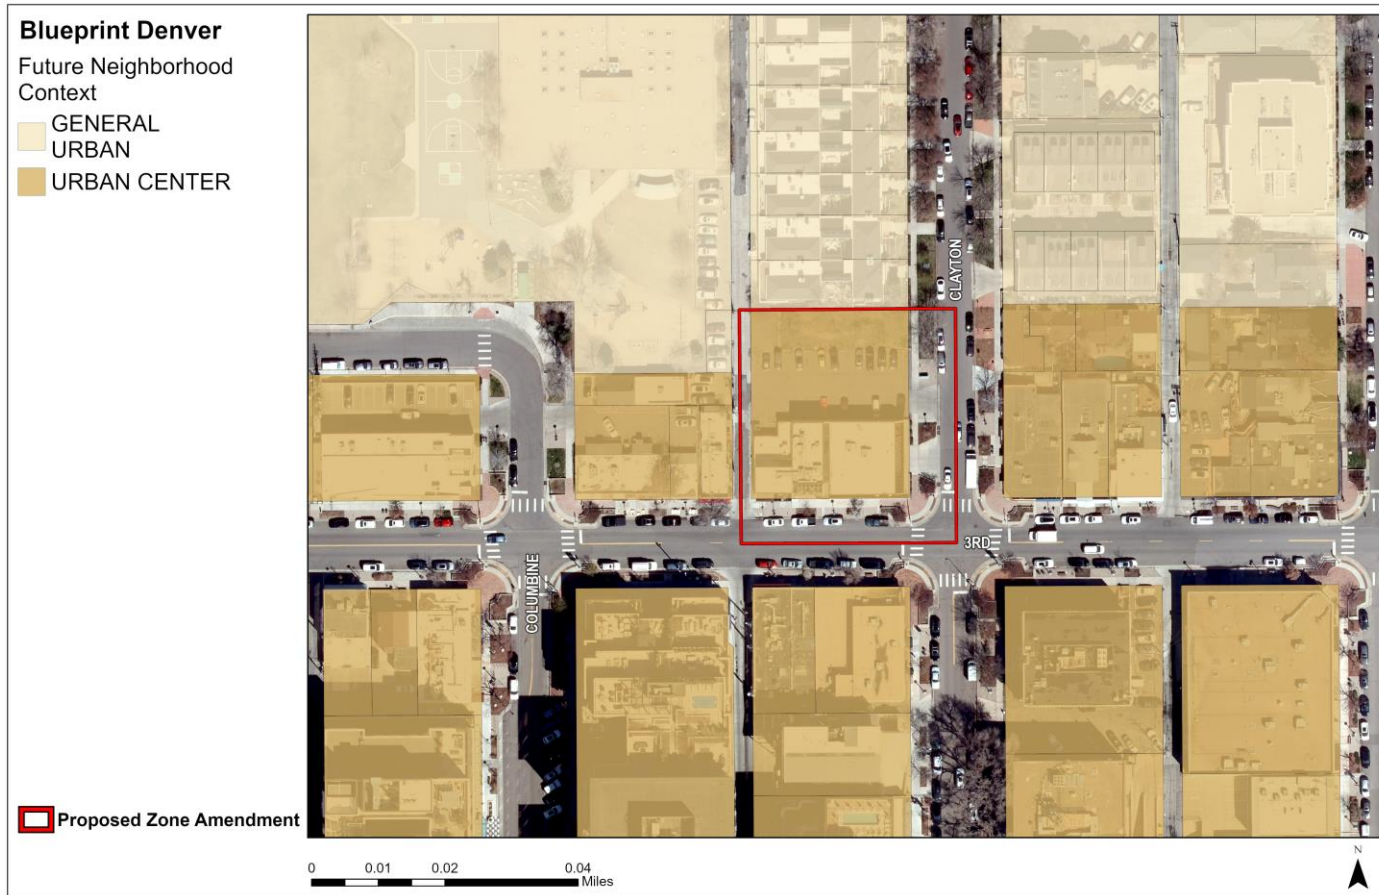 Blueprint Denver
Future Neighborhood
Context
GENERAL
URBAN
URBAN CENTER
CLAYTON
3RD
COLUMBINE
Proposed Zone Amendment
0 0.01 0.02 0.04
Miles
N